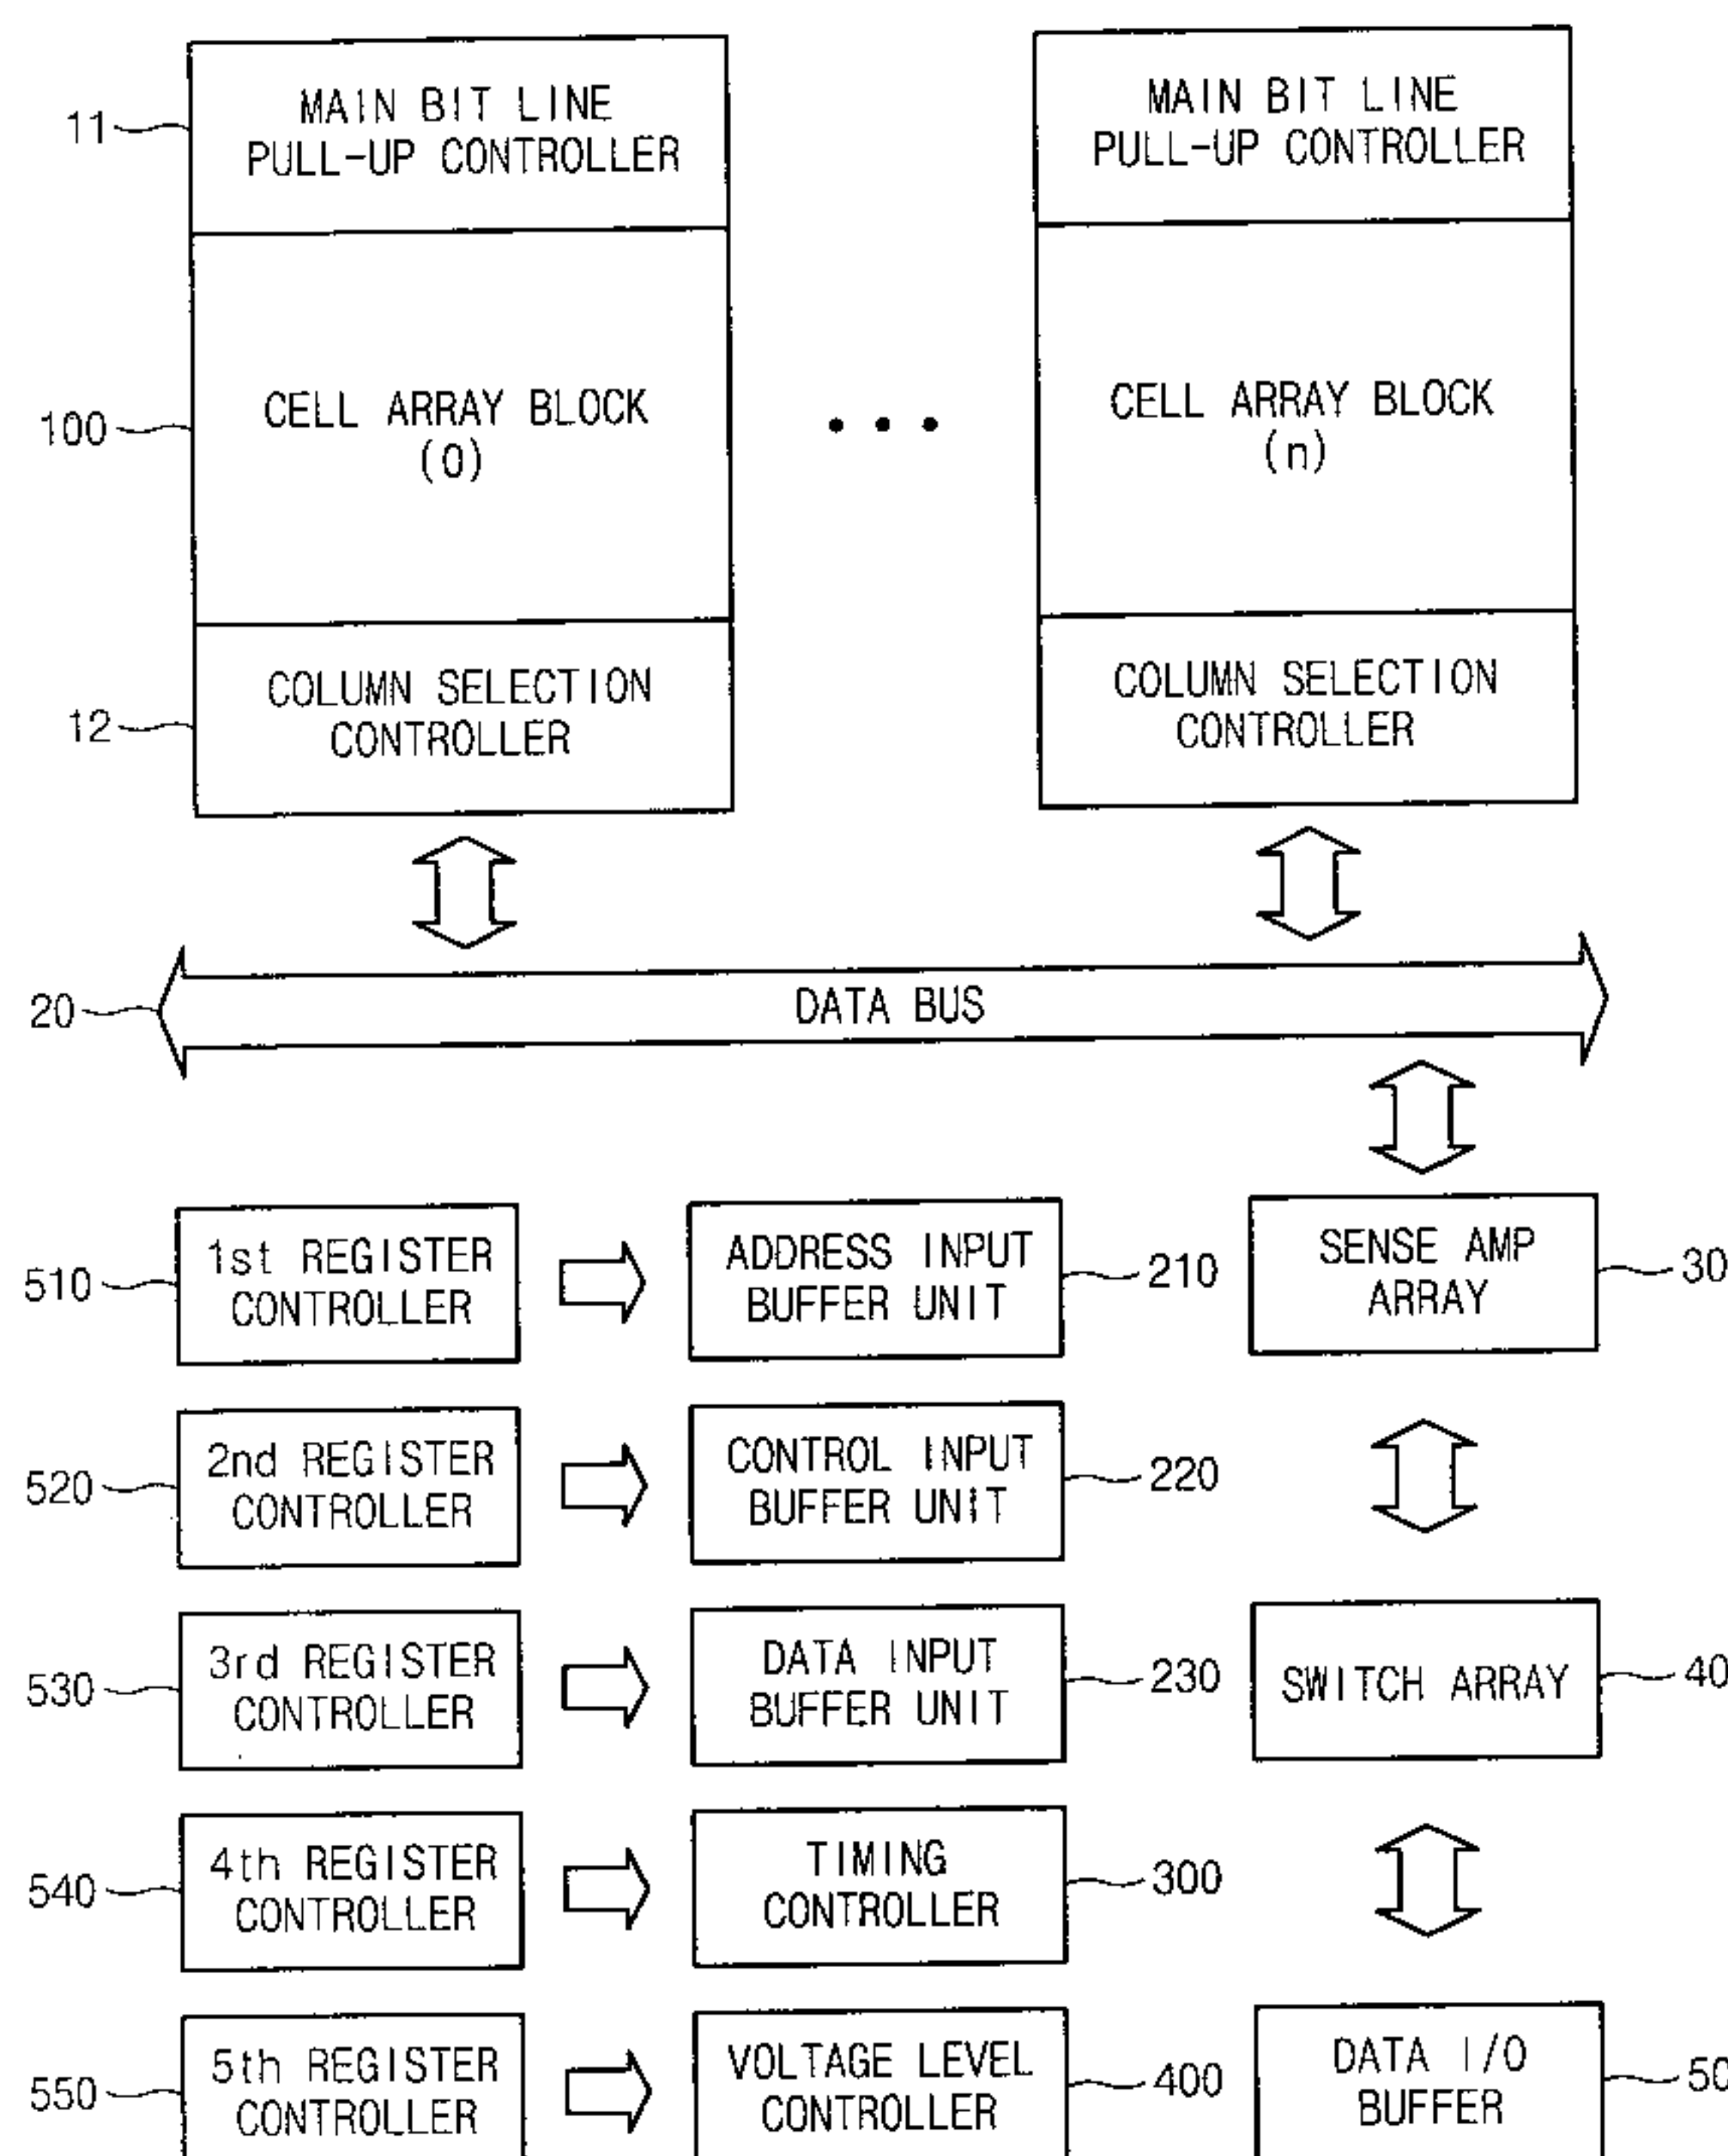 MAIN BIT LINE
PULL-UP CONTROLLER
11
CELL ARRAY BLOCK
(0)
100
COLUMN SELECTION
CONTROLLER
12
MAIN BIT LINE
PULL-UP CONTROLLER
CELL ARRAY BLOCK
(n)
COLUMN SELECTION
CONTROLLER
20
DATA BUS
510
1st REGISTER
CONTROLLER
ADDRESS INPUT
BUFFER UNIT
210
SENSE AMP
ARRAY
30
520
2nd REGISTER
CONTROLLER
CONTROL INPUT
BUFFER UNIT
220
530
3rd REGISTER
CONTROLLER
DATA INPUT
BUFFER UNIT
230
SWITCH ARRAY
40
540
4th REGISTER
CONTROLLER
TIMING
CONTROLLER
300
550
5th REGISTER
CONTROLLER
VOLTAGE LEVEL
CONTROLLER
400
DATA I/O
BUFFER
50